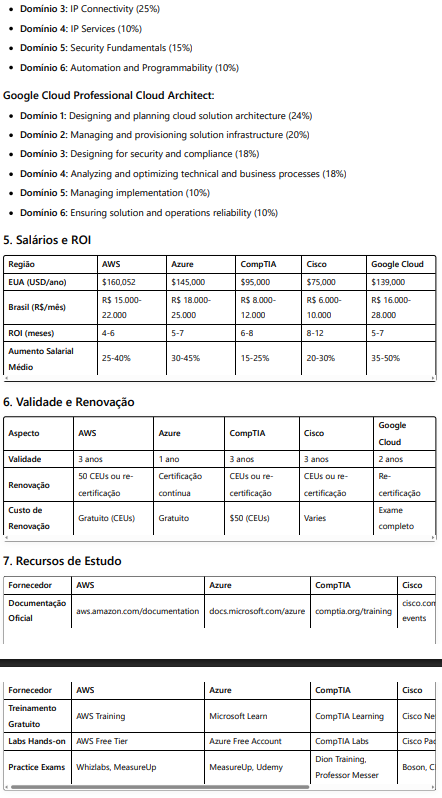 Domínio 3: IP Connectivity (25%)
Domínio 4: IP Services (10%)
Domínio 5: Security Fundamentals (15%)
Domínio 6: Automation and Programmability (10%)
Google Cloud Professional Cloud Architect:
Domínio 1: Designing and planning cloud solution architecture (24%)
Domínio 2: Managing and provisioning solution infrastructure (20%)
Domínio 3: Designing for security and compliance (18%)
Domínio 4: Analyzing and optimizing technical and business processes (18%)
Domínio 5: Managing implementation (10%)
Domínio 6: Ensuring solution and operations reliability (10%)
5. Salários e ROI
Região AWS Azure CompTIA Cisco Google Cloud
EUA (USD/ano) $160,052 $145,000 $95,000 $75,000 $139,000
Brasil (R$/mês) R$ 15.000-22.000 R$ 18.000-25.000 R$ 8.000-12.000 R$ 6.000-10.000 R$ 16.000-28.000
ROI (meses) 4-6 5-7 6-8 8-12 5-7
Aumento Salarial Médio 25-40% 30-45% 15-25% 20-30% 35-50%
6. Validade e Renovação
Aspecto AWS Azure CompTIA Cisco Google Cloud
Validade 3 anos 1 ano 3 anos 3 anos 2 anos
Renovação 50 CEUs ou re-certificação Certificação contínua CEUs ou re-certificação CEUs ou re-certificação Re-certificação
Custo de Renovação Gratuito (CEUs) Gratuito $50 (CEUs) Varies Exame completo
7. Recursos de Estudo
Fornecedor AWS Azure CompTIA Cisco
Documentação Oficial aws.amazon.com/documentation docs.microsoft.com/azure comptia.org/training cisco.com events
Fornecedor AWS Azure CompTIA Cisco
Treinamento Gratuito AWS Training Microsoft Learn CompTIA Learning Cisco Ne
Labs Hands-on AWS Free Tier Azure Free Account CompTIA Labs Cisco Pac
Practice Exams Whizlabs, MeasureUp MeasureUp, Udemy Dion Training, Professor Messer Boson, C